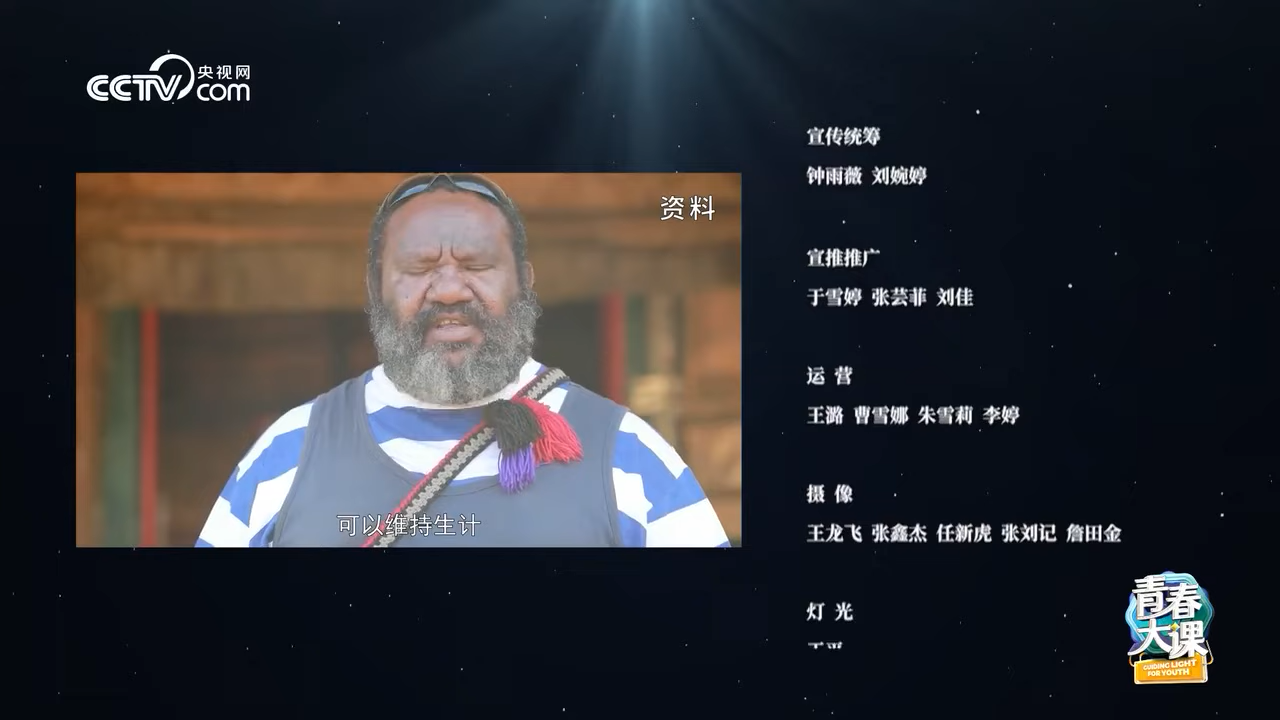 CCTV 央视网
com
资料
可以维持生计
宣传统筹
钟雨薇 刘婉婷
宣推推广
于雪婷 张芸菲 刘佳
运 营
王潞 曹雪娜 朱雪莉 李婷
摄 像
王龙飞 张鑫杰 任新虎 张刘记 詹田金
灯 光
青春
大课
GUIDING LIGHT
FOR YOUTH